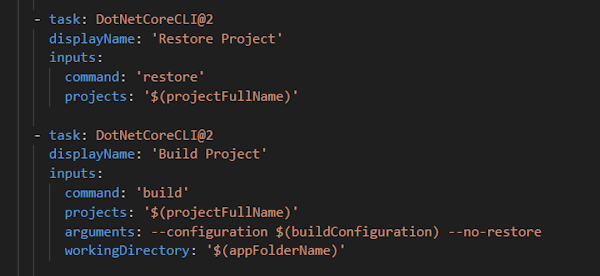 - task: DotNetCoreCLI@2
displayName: 'Restore Project'
inputs:
command: 'restore'
projects: '$(projectFullName)'
- task: DotNetCoreCLI@2
displayName: 'Build Project'
inputs:
command: 'build'
projects: '$(projectFullName)'
arguments: --configuration $(buildConfiguration) --no-restore
workingDirectory: '$(appFolderName)'